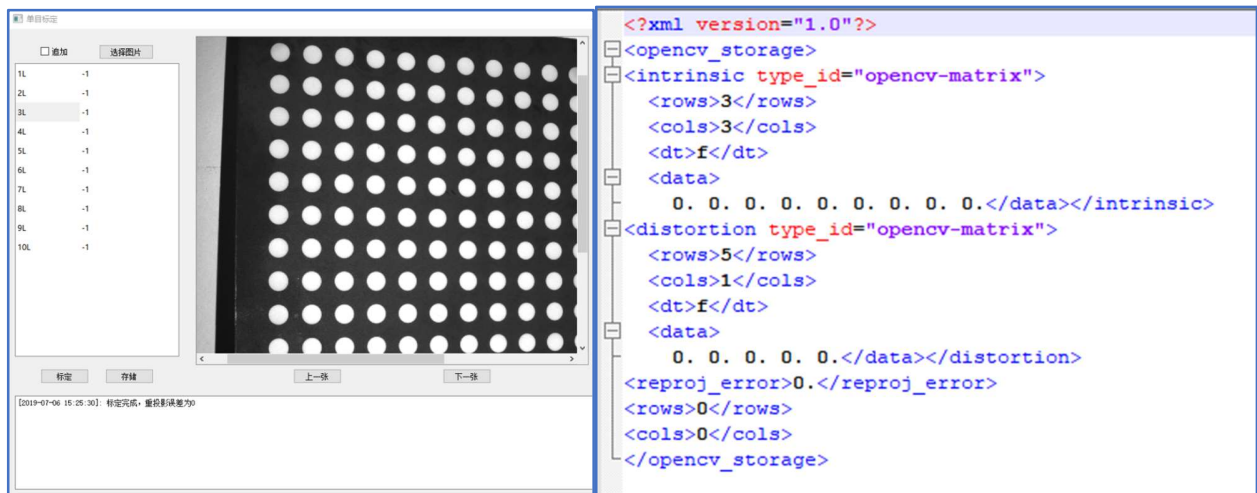 单目标定
追加 选择图片
1L -1
2L -1
3L -1
4L -1
5L -1
6L -1
7L -1
8L -1
9L -1
10L -1
标定 存储 上一张 下一张
[2019-07-06 15:25:30]: 标定完成，重投影误差为0
<?xml version="1.0"?>
<opencv_storage>
<intrinsic type_id="opencv-matrix">
<rows>3</rows>
<cols>3</cols>
<dt>f</dt>
<data>
0. 0. 0. 0. 0. 0. 0. 0. 0.</data></intrinsic>
<distortion type_id="opencv-matrix">
<rows>5</rows>
<cols>1</cols>
<dt>f</dt>
<data>
0. 0. 0. 0. 0.</data></distortion>
<reproj_error>0.</reproj_error>
<rows>0</rows>
<cols>0</cols>
</opencv_storage>